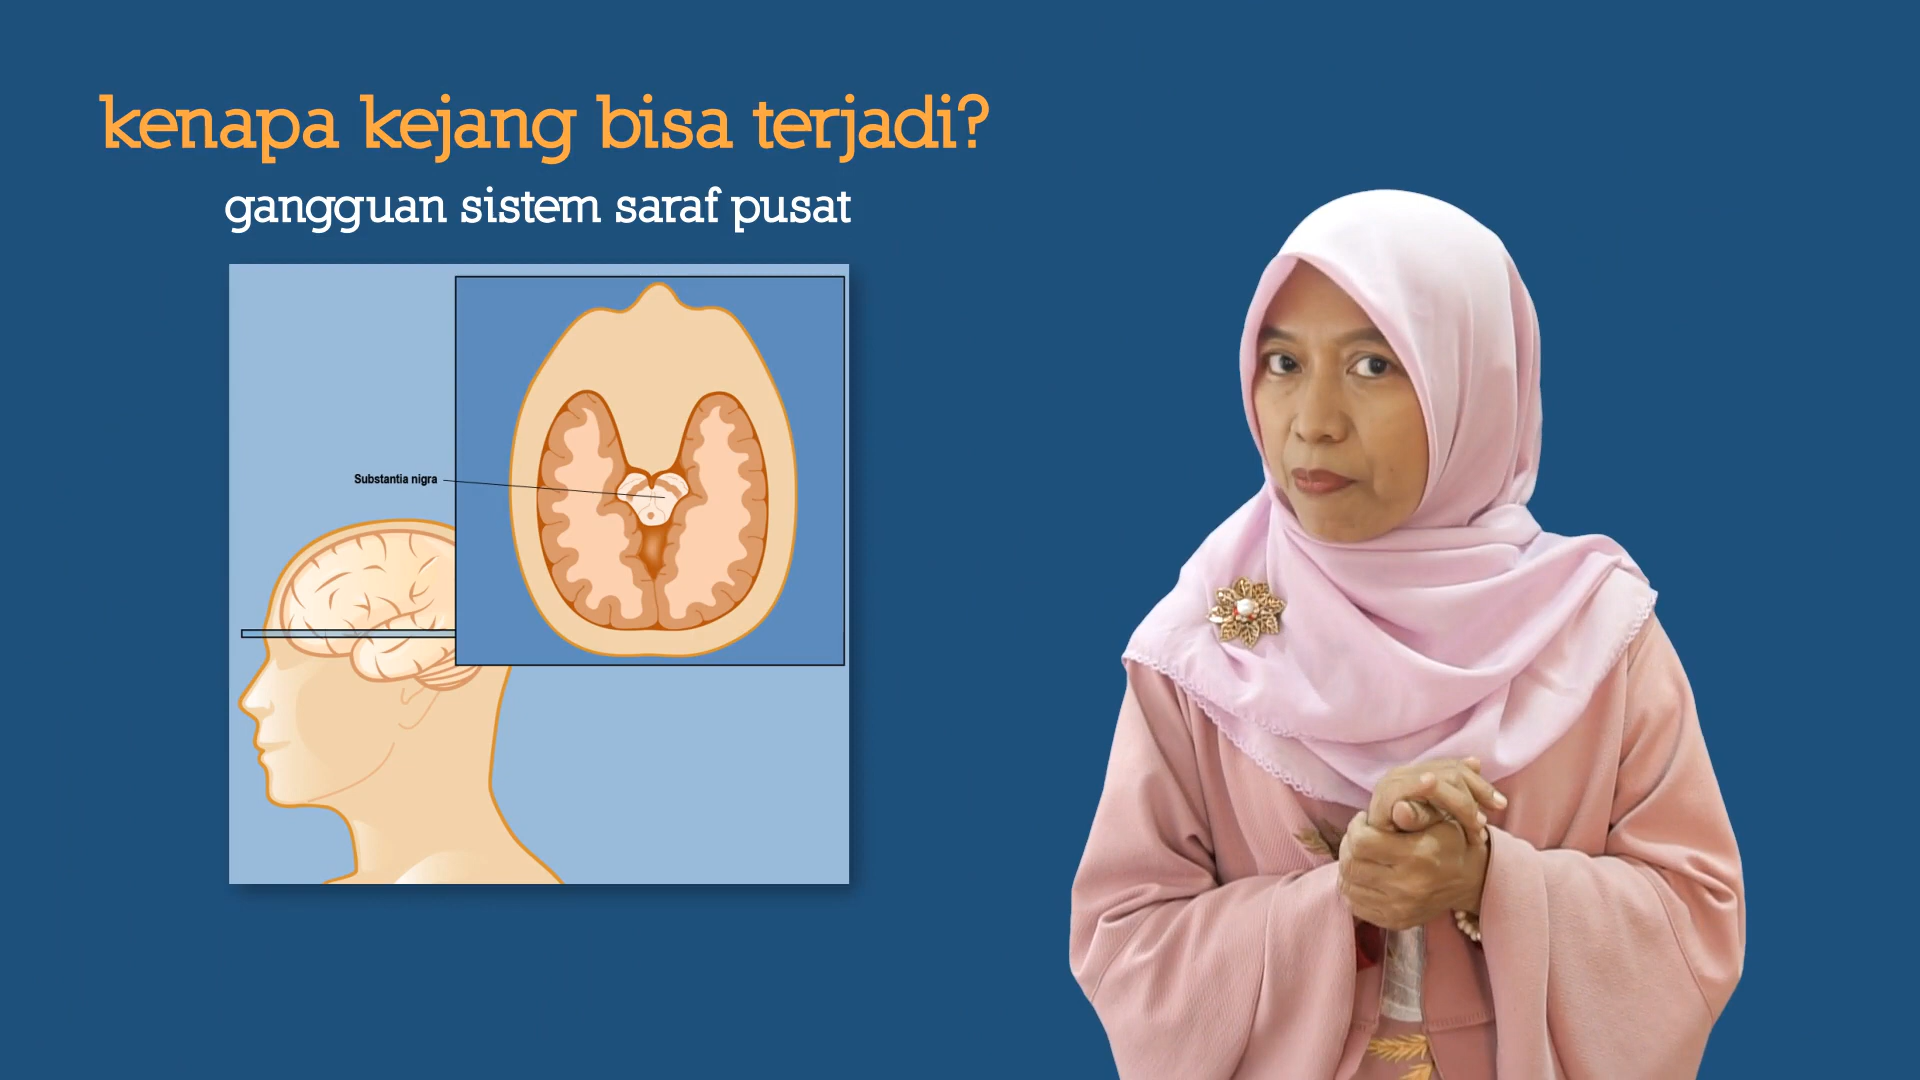 kenapa kejang bisa terjadi?
gangguan sistem saraf pusat
Substantia nigra